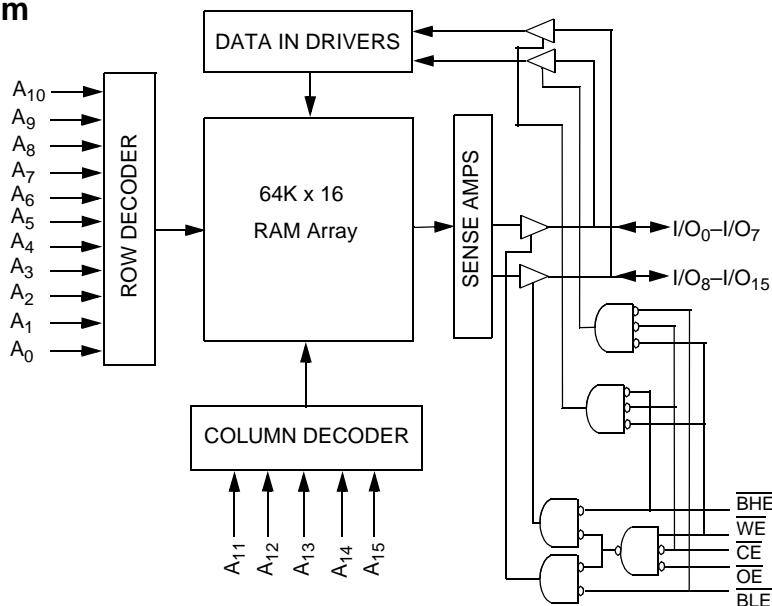 m
DATA IN DRIVERS
A10
A9
A8
A7
A6
A5
A4
A3
A2
A1
A0
ROW DECODER
64K x 16
RAM Array
SENSE AMPS
I/O0–I/O7
I/O8–I/O15
COLUMN DECODER
A11
A12
A13
A14
A15
BHE
WE
CE
OE
BLE